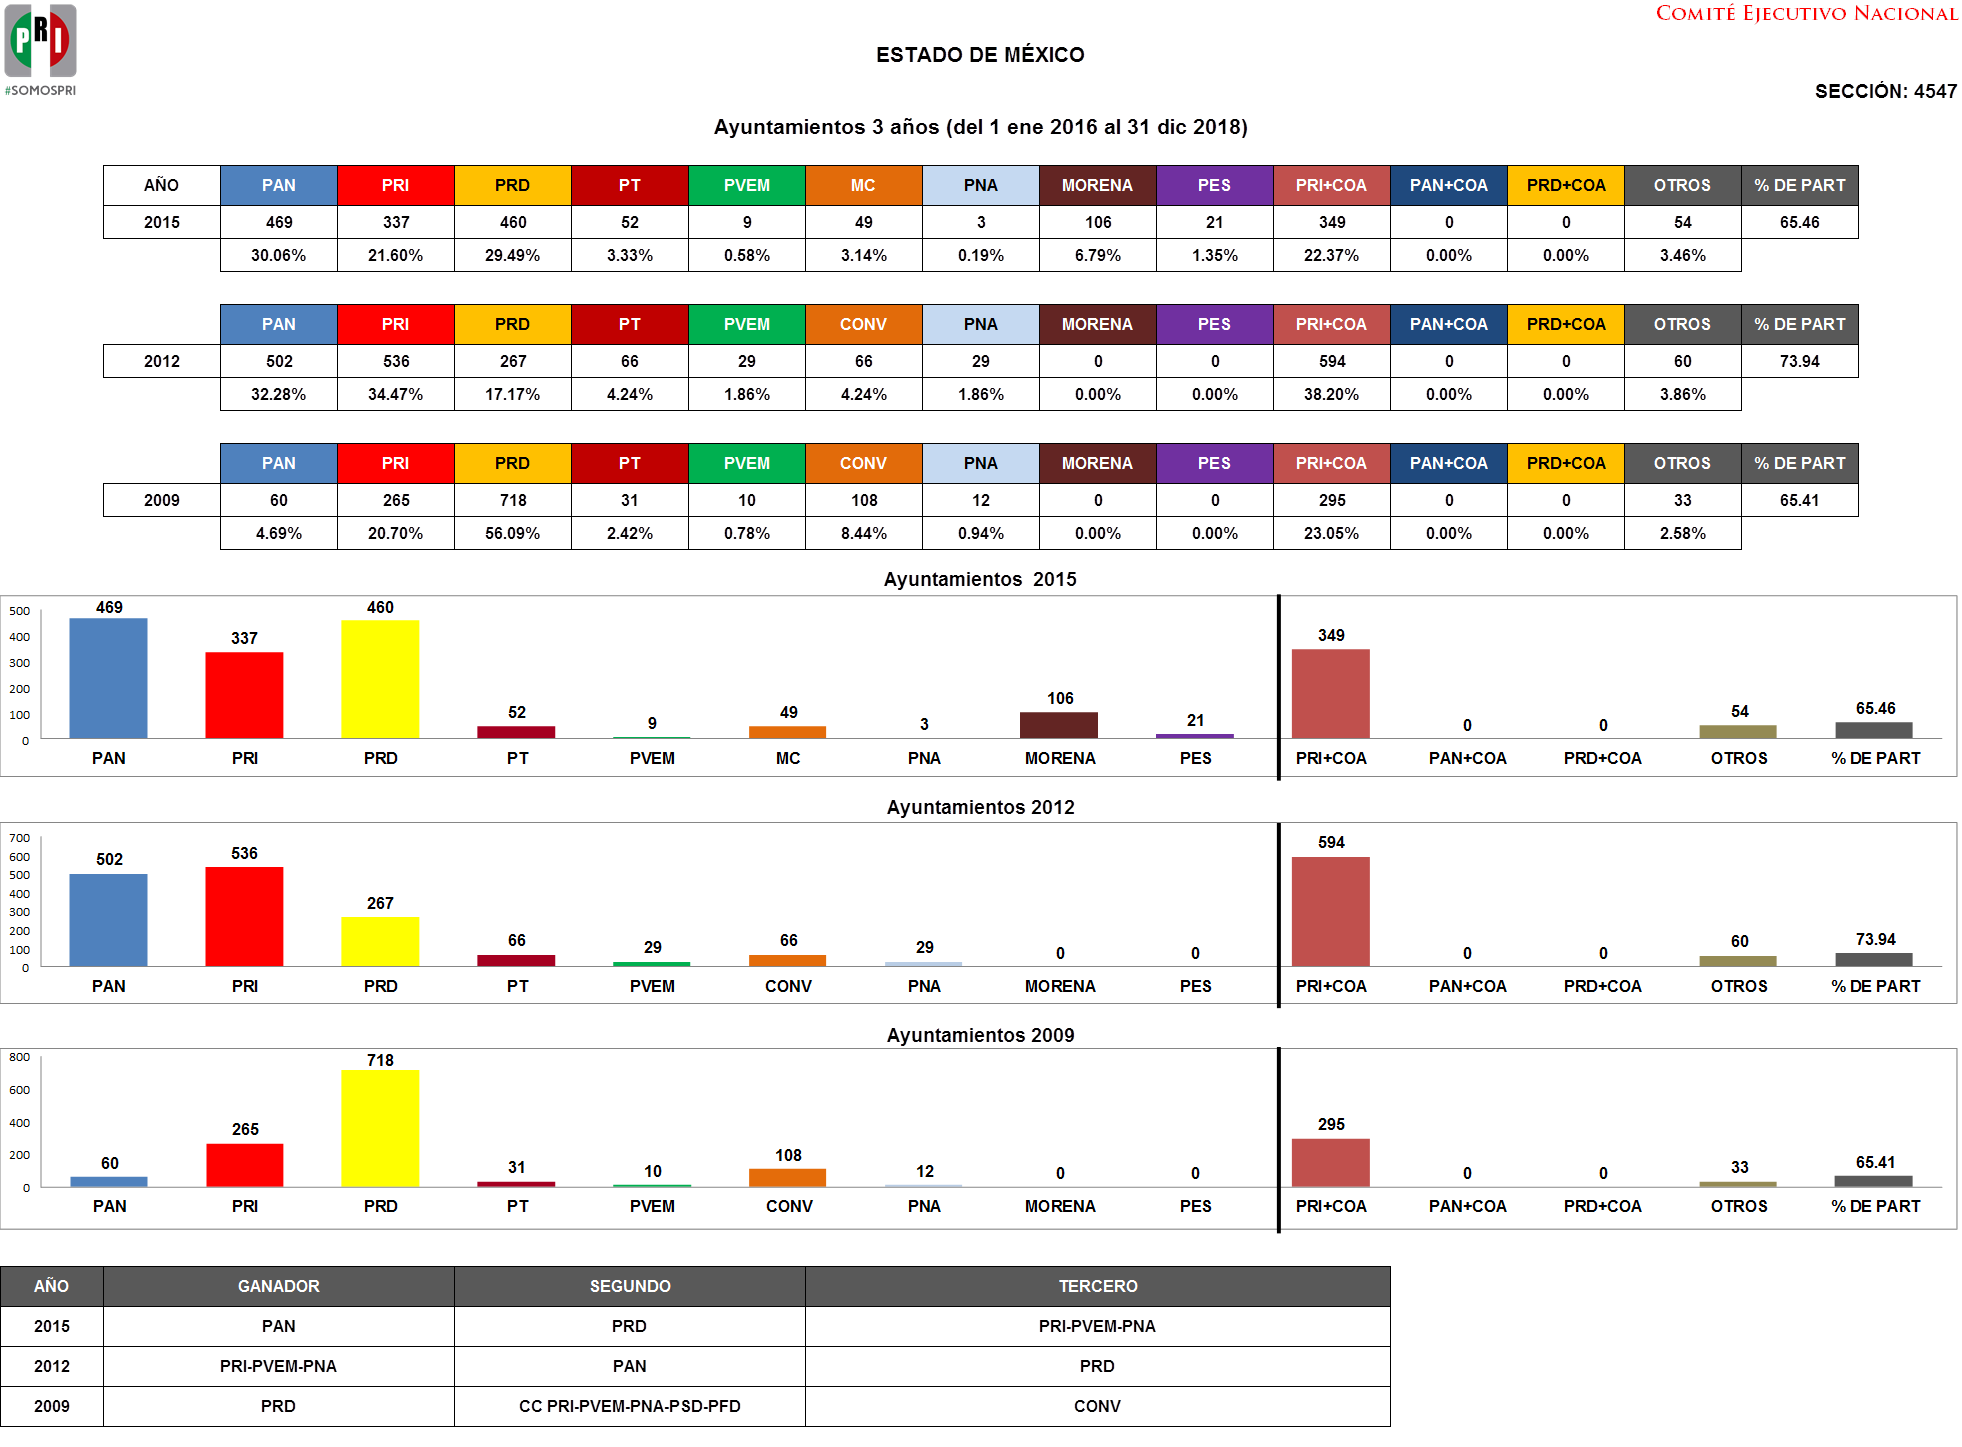 PRI
#SOMOSPRI
COMITÉ EJECUTIVO NACIONAL
ESTADO DE MÉXICO
SECCIÓN: 4547
Ayuntamientos 3 años (del 1 ene 2016 al 31 dic 2018)
AÑO PAN PRI PRD PT PVEM MC PNA MORENA PES PRI+COA PAN+COA PRD+COA OTROS % DE PART
2015 469 337 460 52 9 49 3 106 21 349 0 0 54 65.46
30.06% 21.60% 29.49% 3.33% 0.58% 3.14% 0.19% 6.79% 1.35% 22.37% 0.00% 0.00% 3.46%
PAN PRI PRD PT PVEM CONV PNA MORENA PES PRI+COA PAN+COA PRD+COA OTROS % DE PART
2012 502 536 267 66 29 66 29 0 0 594 0 0 60 73.94
32.28% 34.47% 17.17% 4.24% 1.86% 4.24% 1.86% 0.00% 0.00% 38.20% 0.00% 0.00% 3.86%
PAN PRI PRD PT PVEM CONV PNA MORENA PES PRI+COA PAN+COA PRD+COA OTROS % DE PART
2009 60 265 718 31 10 108 12 0 0 295 0 0 33 65.41
4.69% 20.70% 56.09% 2.42% 0.78% 8.44% 0.94% 0.00% 0.00% 23.05% 0.00% 0.00% 2.58%
Ayuntamientos 2015
500
400
300
200
100
0
469 337 460 52 9 49 3 106 21 349 0 0 54 65.46
PAN PRI PRD PT PVEM MC PNA MORENA PES PRI+COA PAN+COA PRD+COA OTROS % DE PART
Ayuntamientos 2012
700
600
500
400
300
200
100
0
502 536 267 66 29 66 29 0 0 594 0 0 60 73.94
PAN PRI PRD PT PVEM CONV PNA MORENA PES PRI+COA PAN+COA PRD+COA OTROS % DE PART
Ayuntamientos 2009
800
600
400
200
0
60 265 718 31 10 108 12 0 0 295 0 0 33 65.41
PAN PRI PRD PT PVEM CONV PNA MORENA PES PRI+COA PAN+COA PRD+COA OTROS % DE PART
AÑO GANADOR SEGUNDO TERCERO
2015 PAN PRD PRI-PVEM-PNA
2012 PRI-PVEM-PNA PAN PRD
2009 PRD CC PRI-PVEM-PNA-PSD-PFD CONV